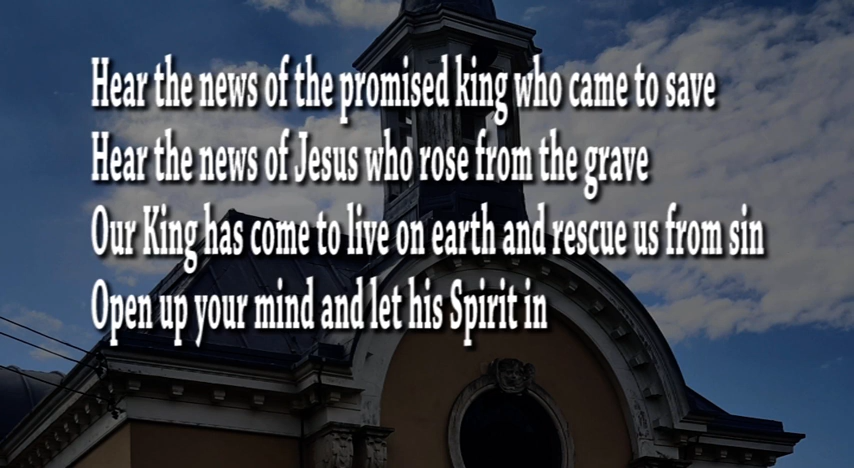 Hear the news of the promised king who came to save
Hear the news of Jesus who rose from the grave
Our King has come to live on earth and rescue us from sin
Open up your mind and let his Spirit in